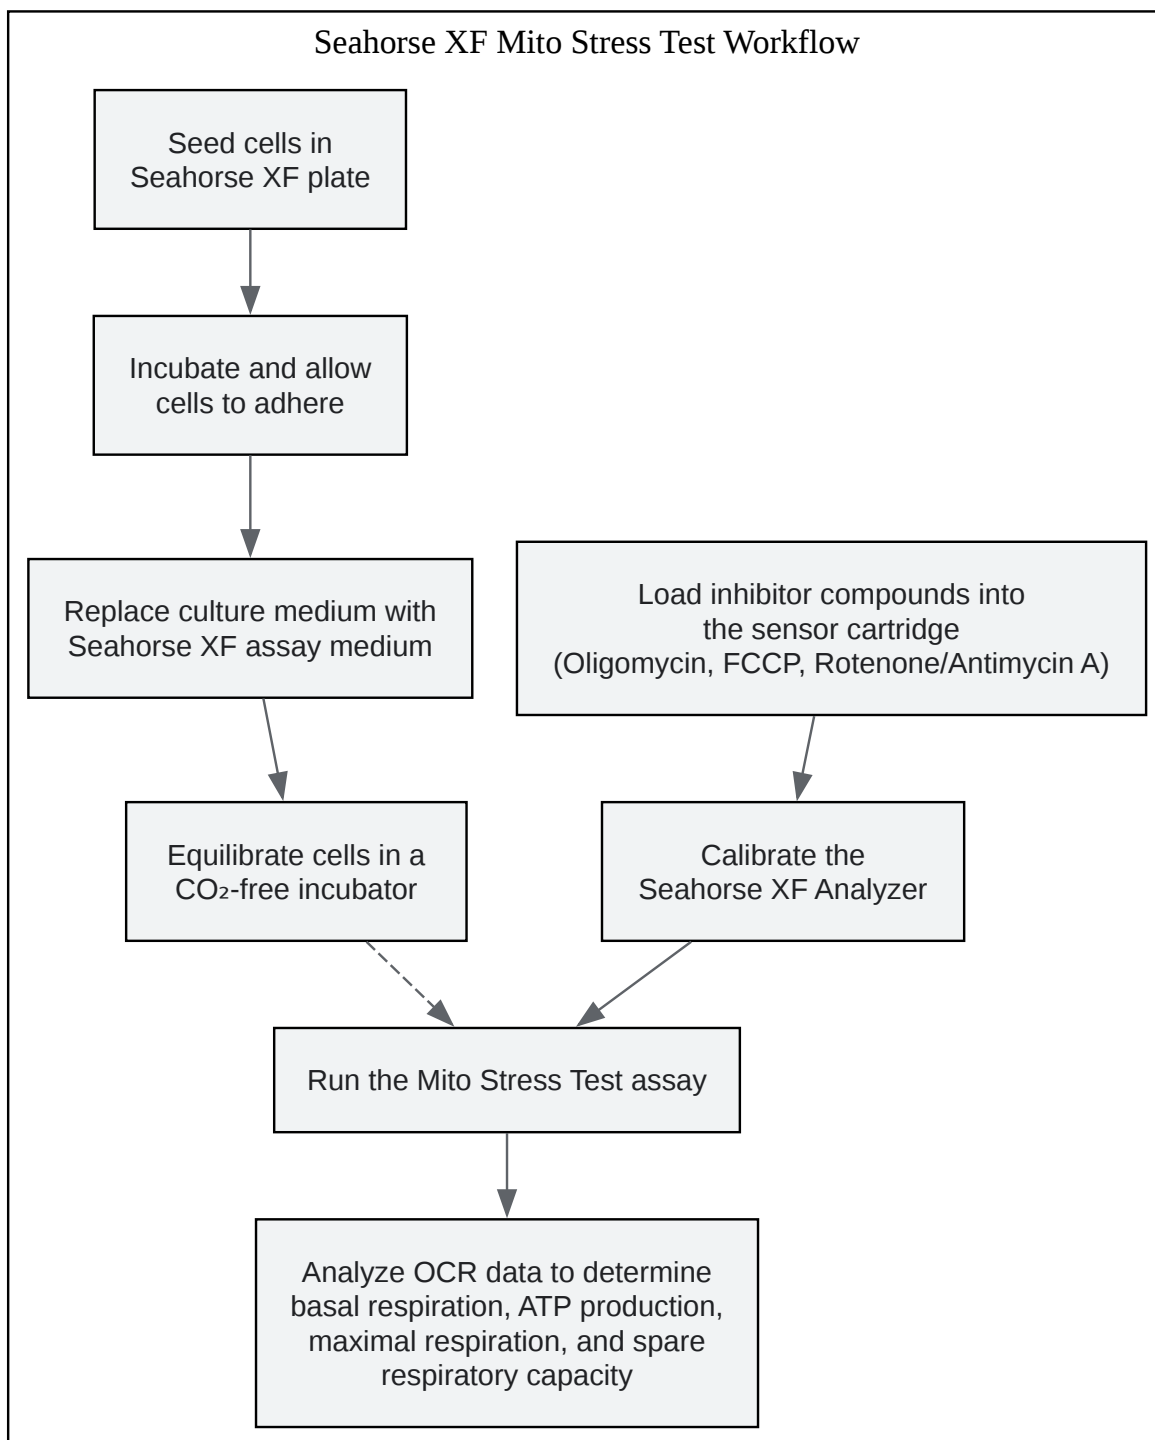 Seahorse XF Mito Stress Test Workflow
Seed cells in
Seahorse XF plate
Incubate and allow
cells to adhere
Replace culture medium with
Seahorse XF assay medium
Load inhibitor compounds into
the sensor cartridge
(Oligomycin, FCCP, Rotenone/Antimycin A)
Equilibrate cells in a
CO₂-free incubator
Calibrate the
Seahorse XF Analyzer
Run the Mito Stress Test assay
Analyze OCR data to determine
basal respiration, ATP production,
maximal respiration, and spare
respiratory capacity